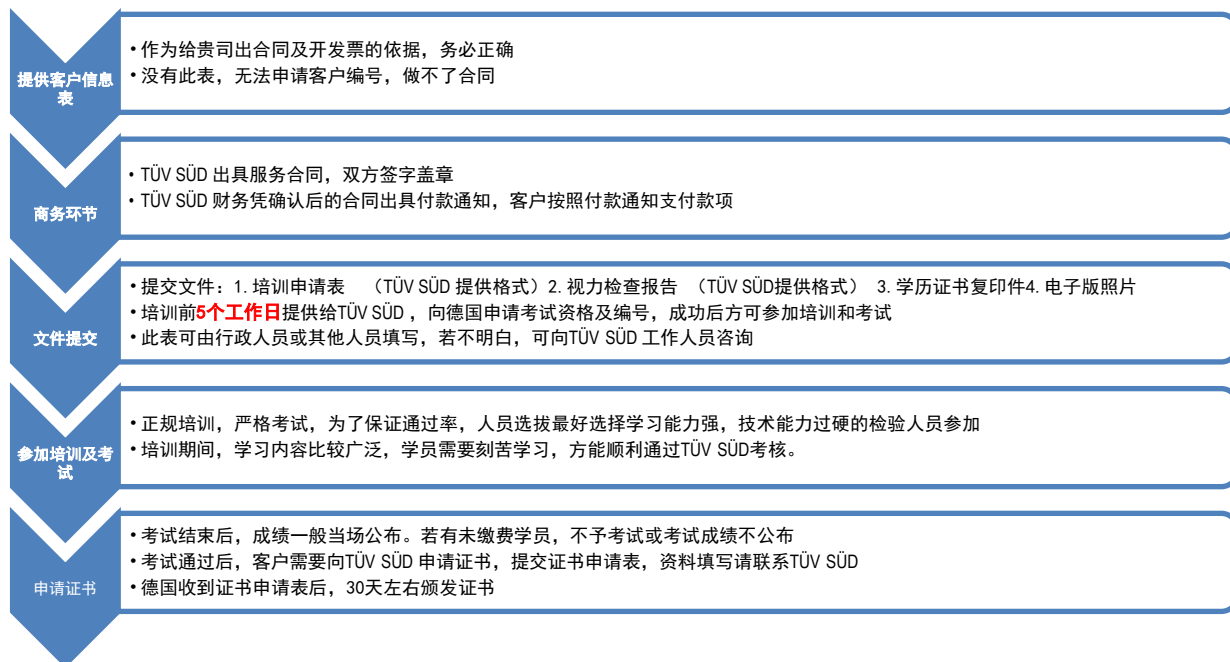 提供客户信息
表
• 作为给贵司出合同及开发票的依据，务必正确
• 没有此表，无法申请客户编号，做不了合同
商务环节
• TÜV SÜD 出具服务合同，双方签字盖章
• TÜV SÜD 财务凭确认后的合同出具付款通知，客户按照付款通知支付款项
文件提交
• 提交文件：1. 培训申请表 （TÜV SÜD 提供格式）2. 视力检查报告 （TÜV SÜD提供格式） 3. 学历证书复印件4. 电子版照片
• 培训前5个工作日提供给TÜV SÜD ，向德国申请考试资格及编号，成功后方可参加培训和考试
• 此表可由行政人员或其他人员填写，若不明白，可向TÜV SÜD 工作人员咨询
参加培训及考
试
• 正规培训，严格考试，为了保证通过率，人员选拔最好选择学习能力强，技术能力过硬的检验人员参加
• 培训期间，学习内容比较广泛，学员需要刻苦学习，方能顺利通过TÜV SÜD考核。
申请证书
• 考试结束后，成绩一般当场公布。若有未缴费学员，不予考试或考试成绩不公布
• 考试通过后，客户需要向TÜV SÜD 申请证书，提交证书申请表，资料填写请联系TÜV SÜD
• 德国收到证书申请表后，30天左右颁发证书